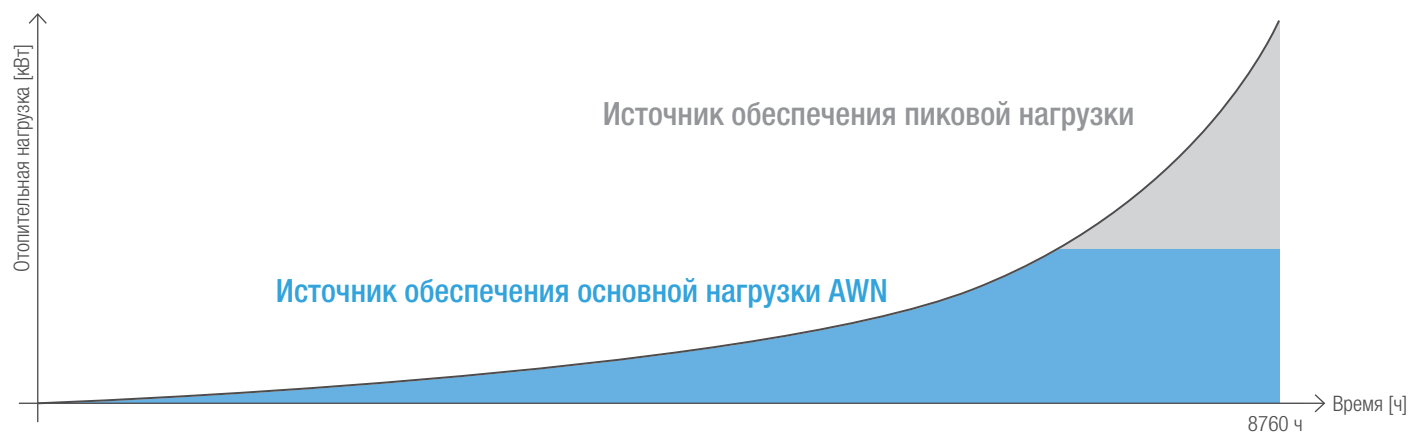 Отопительная нагрузка [кВт]
Источник обеспечения пиковой нагрузки
Источник обеспечения основной нагрузки AWN
Время [ч]
8760 ч